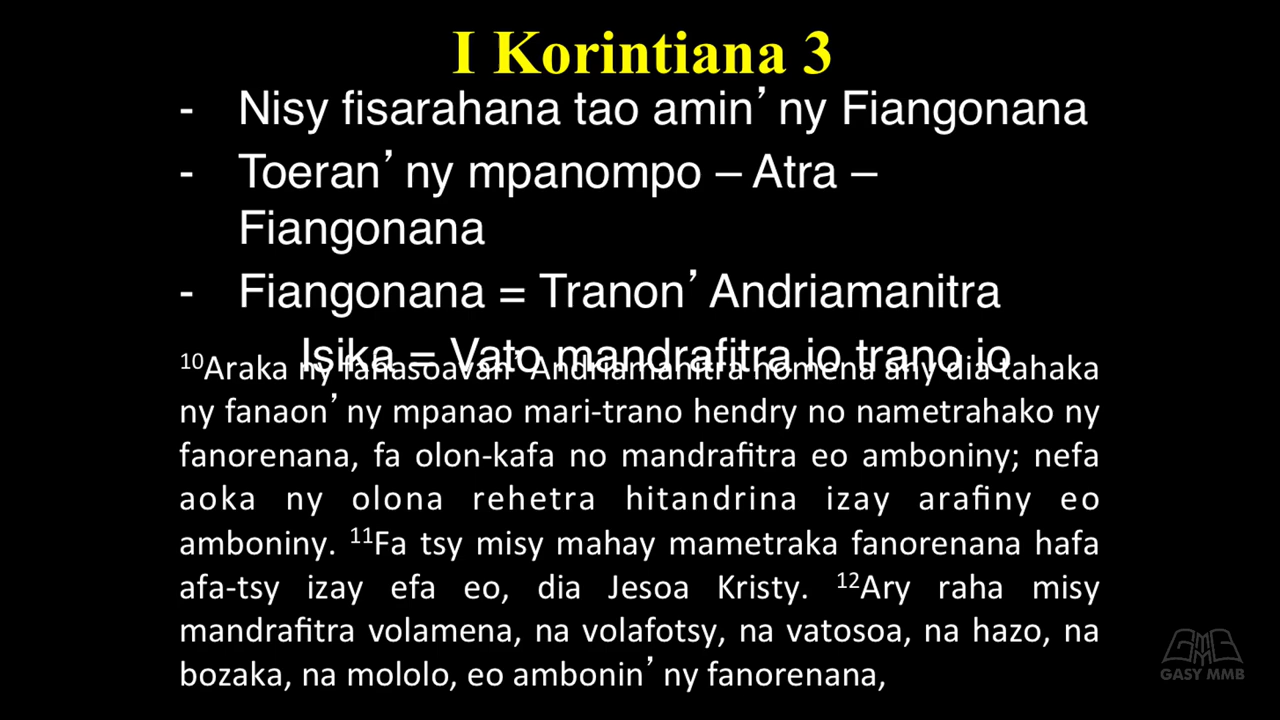 I Korintiana 3
- Nisy fisarahana tao amin’ ny Fiangonana
- Toeran’ ny mpanompo – Atra –
Fiangonana
- Fiangonana = Tranon’ Andriamanitra
Isika = Vato mandrafitra io trano io
¹⁰Araka ny fahasoavan’ Andriamanitra nomena ahy dia tahaka
ny fanaon’ ny mpanao mari-trano hendry no nametrahako ny
fanorenana, fa olon-kafa no mandrafitra eo amboniny; nefa
aoka ny olona rehetra hitandrina izay arafiny eo
amboniny. ¹¹Fa tsy misy mahay mametraka fanorenana hafa
afa-tsy izay efa eo, dia Jesoa Kristy. ¹²Ary raha misy
mandrafitra volamena, na volafotsy, na vatosoa, na hazo, na
bozaka, na mololo, eo ambonin’ ny fanorenana,
GASY MMB